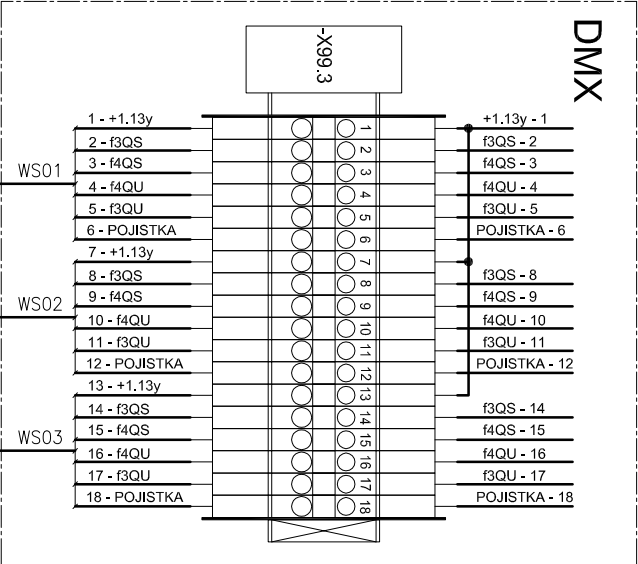 DMX
-X99.3
WS01
WS02
WS03
1 - +1.13y
2 - f3QS
3 - f4QS
4 - f4QU
5 - f3QU
6 - POJISTKA
7 - +1.13y
8 - f3QS
9 - f4QS
10 - f4QU
11 - f3QU
12 - POJISTKA
13 - +1.13y
14 - f3QS
15 - f4QS
16 - f4QU
17 - f3QU
18 - POJISTKA
1
2
3
4
5
6
7
8
9
10
11
12
13
14
15
16
17
18
+1.13y - 1
f3QS - 2
f4QS - 3
f4QU - 4
f3QU - 5
POJISTKA - 6
f3QS - 8
f4QS - 9
f4QU - 10
f3QU - 11
POJISTKA - 12
f3QS - 14
f4QS - 15
f4QU - 16
f3QU - 17
POJISTKA - 18